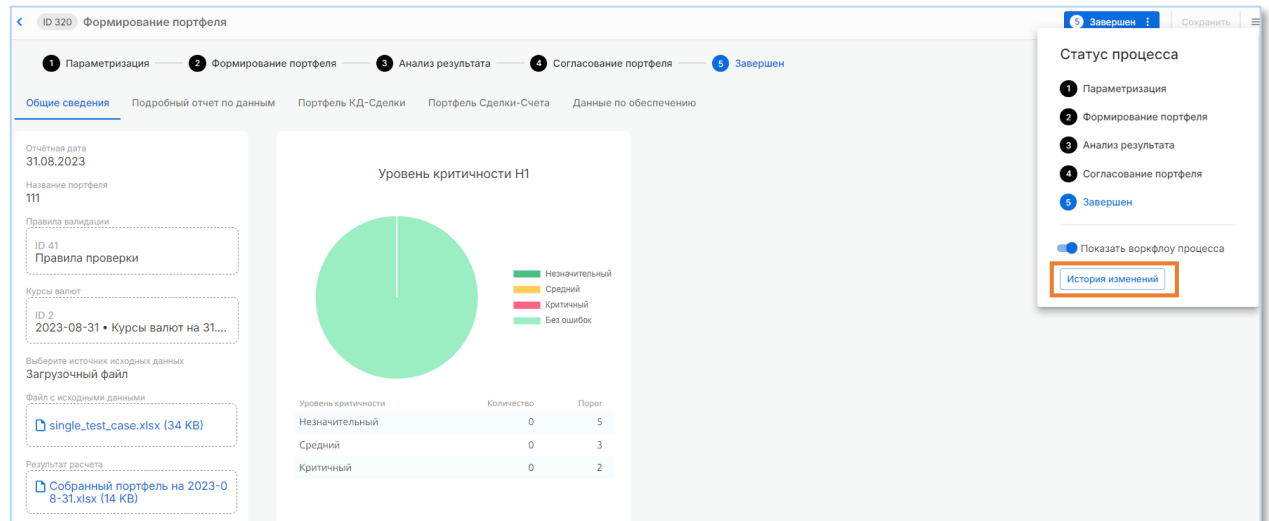 ID 320 Формирование портфеля
5 Завершен
Сохранить
1 Параметризация
2 Формирование портфеля
3 Анализ результата
4 Согласование портфеля
5 Завершен
Общие сведения
Подробный отчет по данным
Портфель КД-Сделки
Портфель Сделки-Счета
Данные по обеспечению
Отчётная дата
31.08.2023
Название портфеля
111
Правила валидации
ID 41
Правила проверки
Курсы валют
ID 2
2023-08-31 • Курсы валют на 31....
Выберите источник исходных данных
Загрузочный файл
Файл с исходными данными
single_test_case.xlsx (34 KB)
Результат расчета
Собранный портфель на 2023-0
8-31.xlsx (14 KB)
Уровень критичности H1
Незначительный
Средний
Критичный
Без ошибок
Уровень критичности Количество Порог
Незначительный 0 5
Средний 0 3
Критичный 0 2
Статус процесса
1 Параметризация
2 Формирование портфеля
3 Анализ результата
4 Согласование портфеля
5 Завершен
Показать воркфлоу процесса
История изменений